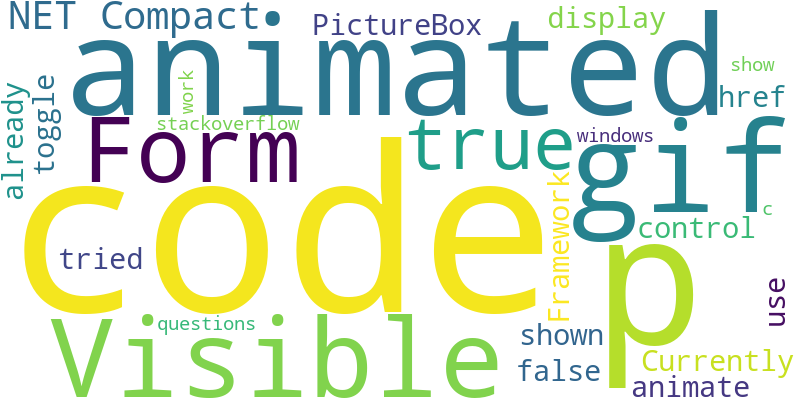 NET Compact
PictureBox
display
animated
show
href
already
toggle
work
stackoverflow
Form
true
windows
gif
code
p
c
control
tried
Framework
use
questions
Visible
shown
false
Currently
animate